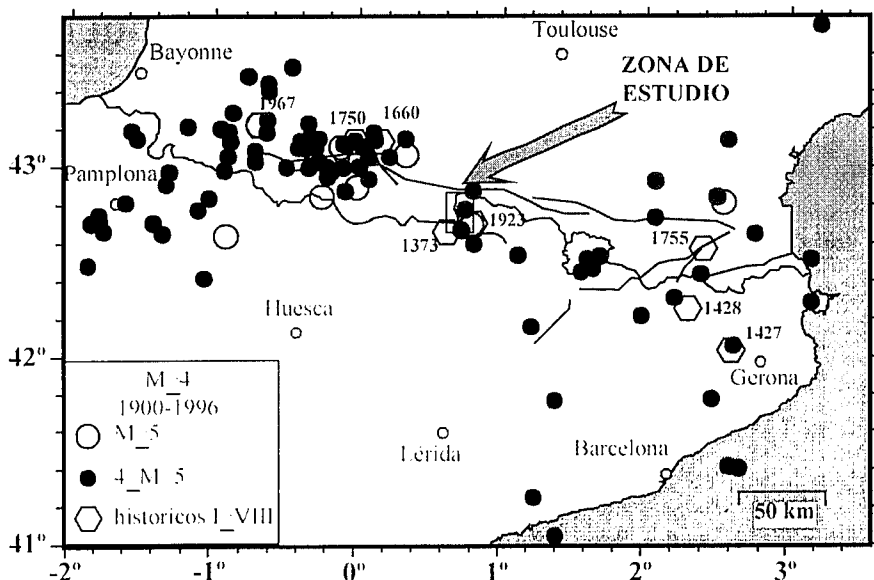 Toulouse
Bayonne
ZONA DE
ESTUDIO
1967
1750
1660
43°
Pamplona
1923
1373
1755
1428
Huesca
1427
42°
Gerona
M_4
1900-1996
M_5
4_M_5
historicos I_VIII
Lérida
Barcelona
50 km
41°
-2°
-1°
0°
1°
2°
3°